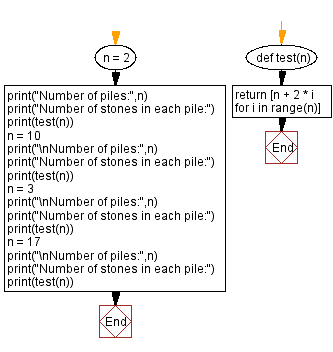 n = 2
print("Number of piles:",n)
print("Number of stones in each pile:")
print(test(n))
n = 10
print("\nNumber of piles:",n)
print("Number of stones in each pile:")
print(test(n))
n = 3
print("\nNumber of piles:",n)
print("Number of stones in each pile:")
print(test(n))
n = 17
print("\nNumber of piles:",n)
print("Number of stones in each pile:")
print(test(n))
End
def test(n)
return [n + 2 * i
for i in range(n)]
End